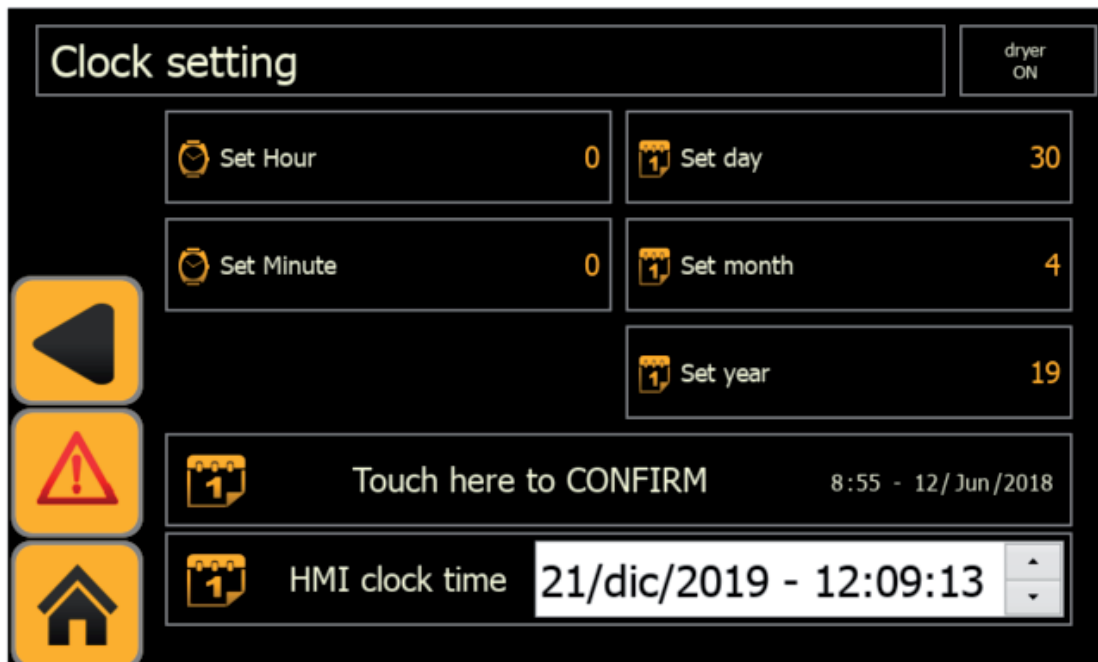 Clock setting
dryer
ON
Set Hour 0
Set day 30
Set Minute 0
Set month 4
Set year 19
Touch here to CONFIRM 8:55 - 12/Jun/2018
HMI clock time 21/dic/2019 - 12:09:13